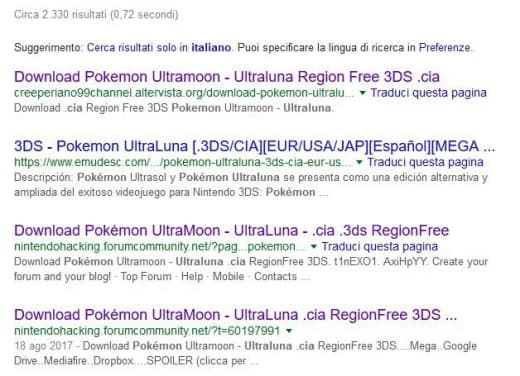 Circa 2.330 risultati (0,72 secondi)
Suggerimento: Cerca risultati solo in italiano. Puoi specificare la lingua di ricerca in Preferenze.
Download Pokemon Ultramoon - Ultraluna Region Free 3DS .cia
creeperiano99channel.altervista.org/download-pokemon-ultralu... ▼ Traduci questa pagina
Download .cia Region Free 3DS Pokemon Ultramoon - Ultraluna.
3DS - Pokemon UltraLuna [.3DS/CIA][EUR/USA/JAP][Español][MEGA ...
https://www.emudesc.com/.../pokemon-ultraluna-3ds-cia-eur-us... ▼ Traduci questa pagina
Descripción: Pokémon Ultrasol y Pokémon Ultraluna se presenta como una edición alternativa y
ampliada del exitoso videojuego para Nintendo 3DS: Pokémon ...
Download Pokémon UltraMoon - UltraLuna - .cia .3ds RegionFree
nintendohacking.forumcommunity.net/?pag...pokemon... ▼ Traduci questa pagina
Download Pokémon UltraMoon - Ultraluna .cia RegionFree 3DS. t1nEXO1. AxiHpYY. Create your
forum and your blog! · Top Forum · Help · Mobile · Contacts ...
Download Pokémon UltraMoon - UltraLuna .cia RegionFree 3DS ...
nintendohacking.forumcommunity.net/?t=60197991 ▼
18 ago 2017 - Download Pokémon UltraMoon - Ultraluna .cia RegionFree 3DS....Mega..Google
Drive..Mediafire..Dropbox....SPOILER (clicca per ...